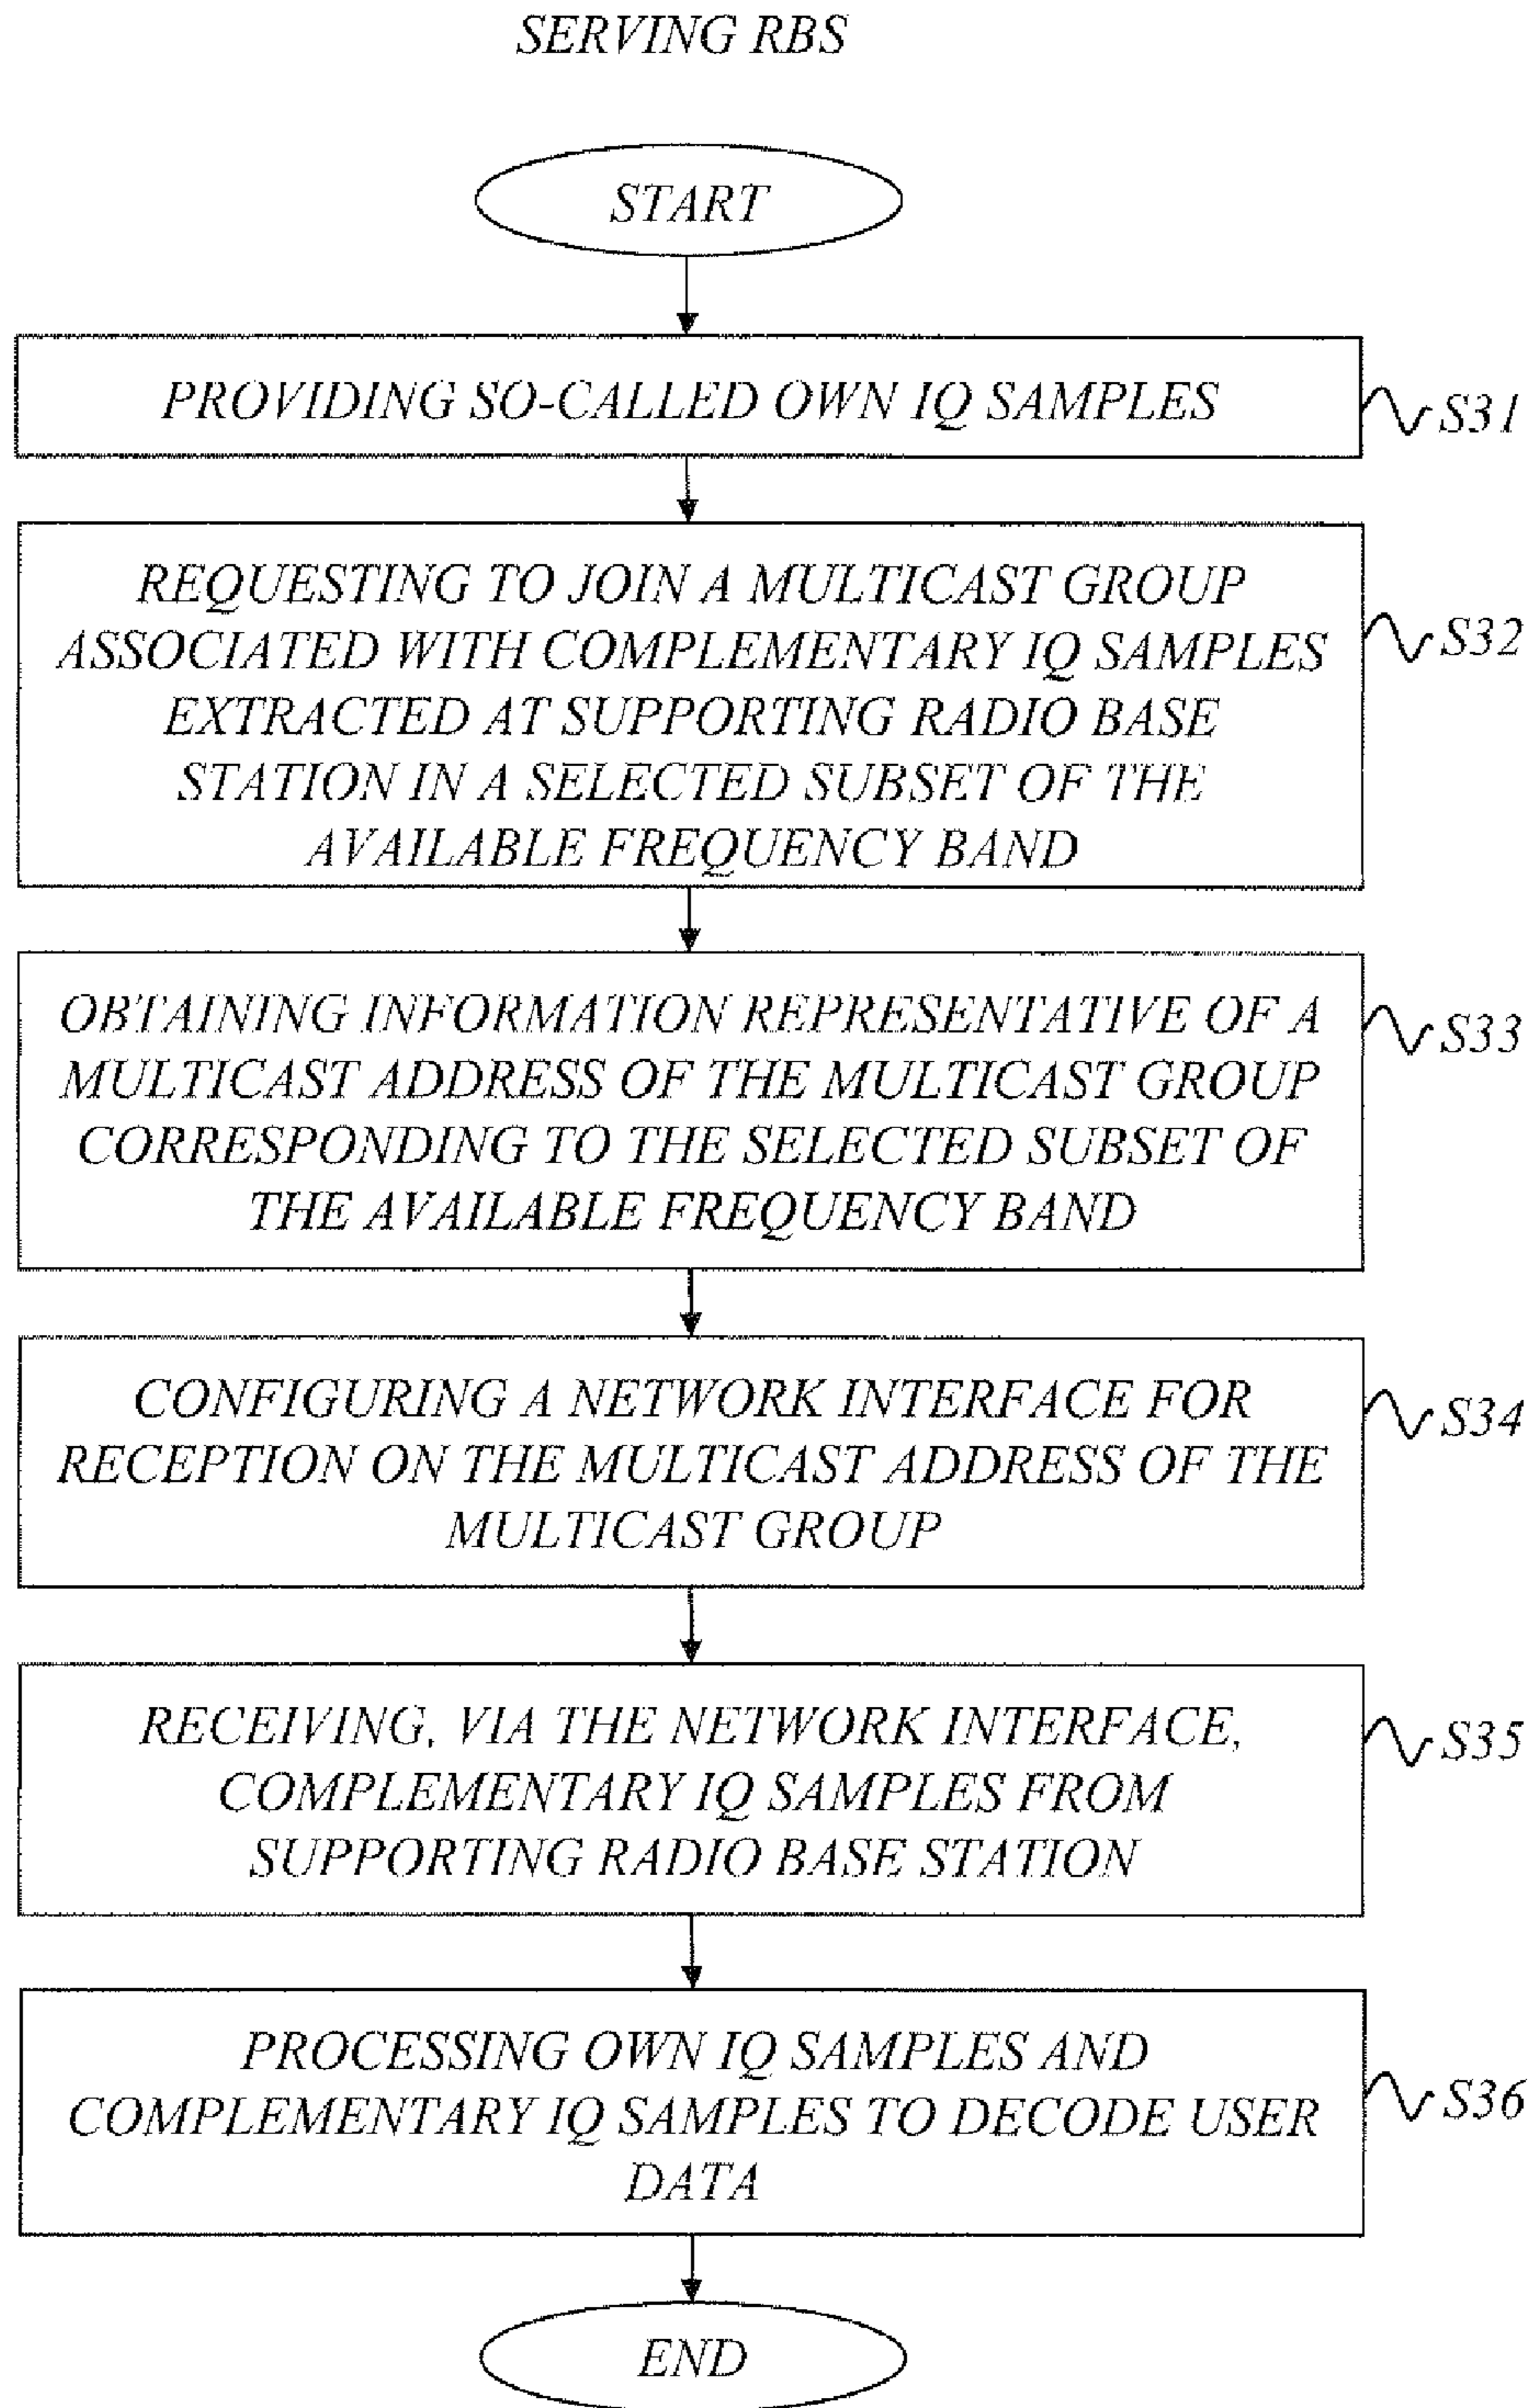 SERVING RBS
START
PROVIDING SO-CALLED OWN IQ SAMPLES
S31
REQUESTING TO JOIN A MULTICAST GROUP
ASSOCIATED WITH COMPLEMENTARY IQ SAMPLES
EXTRACTED AT SUPPORTING RADIO BASE
STATION IN A SELECTED SUBSET OF THE
AVAILABLE FREQUENCY BAND
S32
OBTAINING INFORMATION REPRESENTATIVE OF A
MULTICAST ADDRESS OF THE MULTICAST GROUP
CORRESPONDING TO THE SELECTED SUBSET OF
THE AVAILABLE FREQUENCY BAND
S33
CONFIGURING A NETWORK INTERFACE FOR
RECEPTION ON THE MULTICAST ADDRESS OF THE
MULTICAST GROUP
S34
RECEIVING, VIA THE NETWORK INTERFACE,
COMPLEMENTARY IQ SAMPLES FROM
SUPPORTING RADIO BASE STATION
S35
PROCESSING OWN IQ SAMPLES AND
COMPLEMENTARY IQ SAMPLES TO DECODE USER
DATA
S36
END